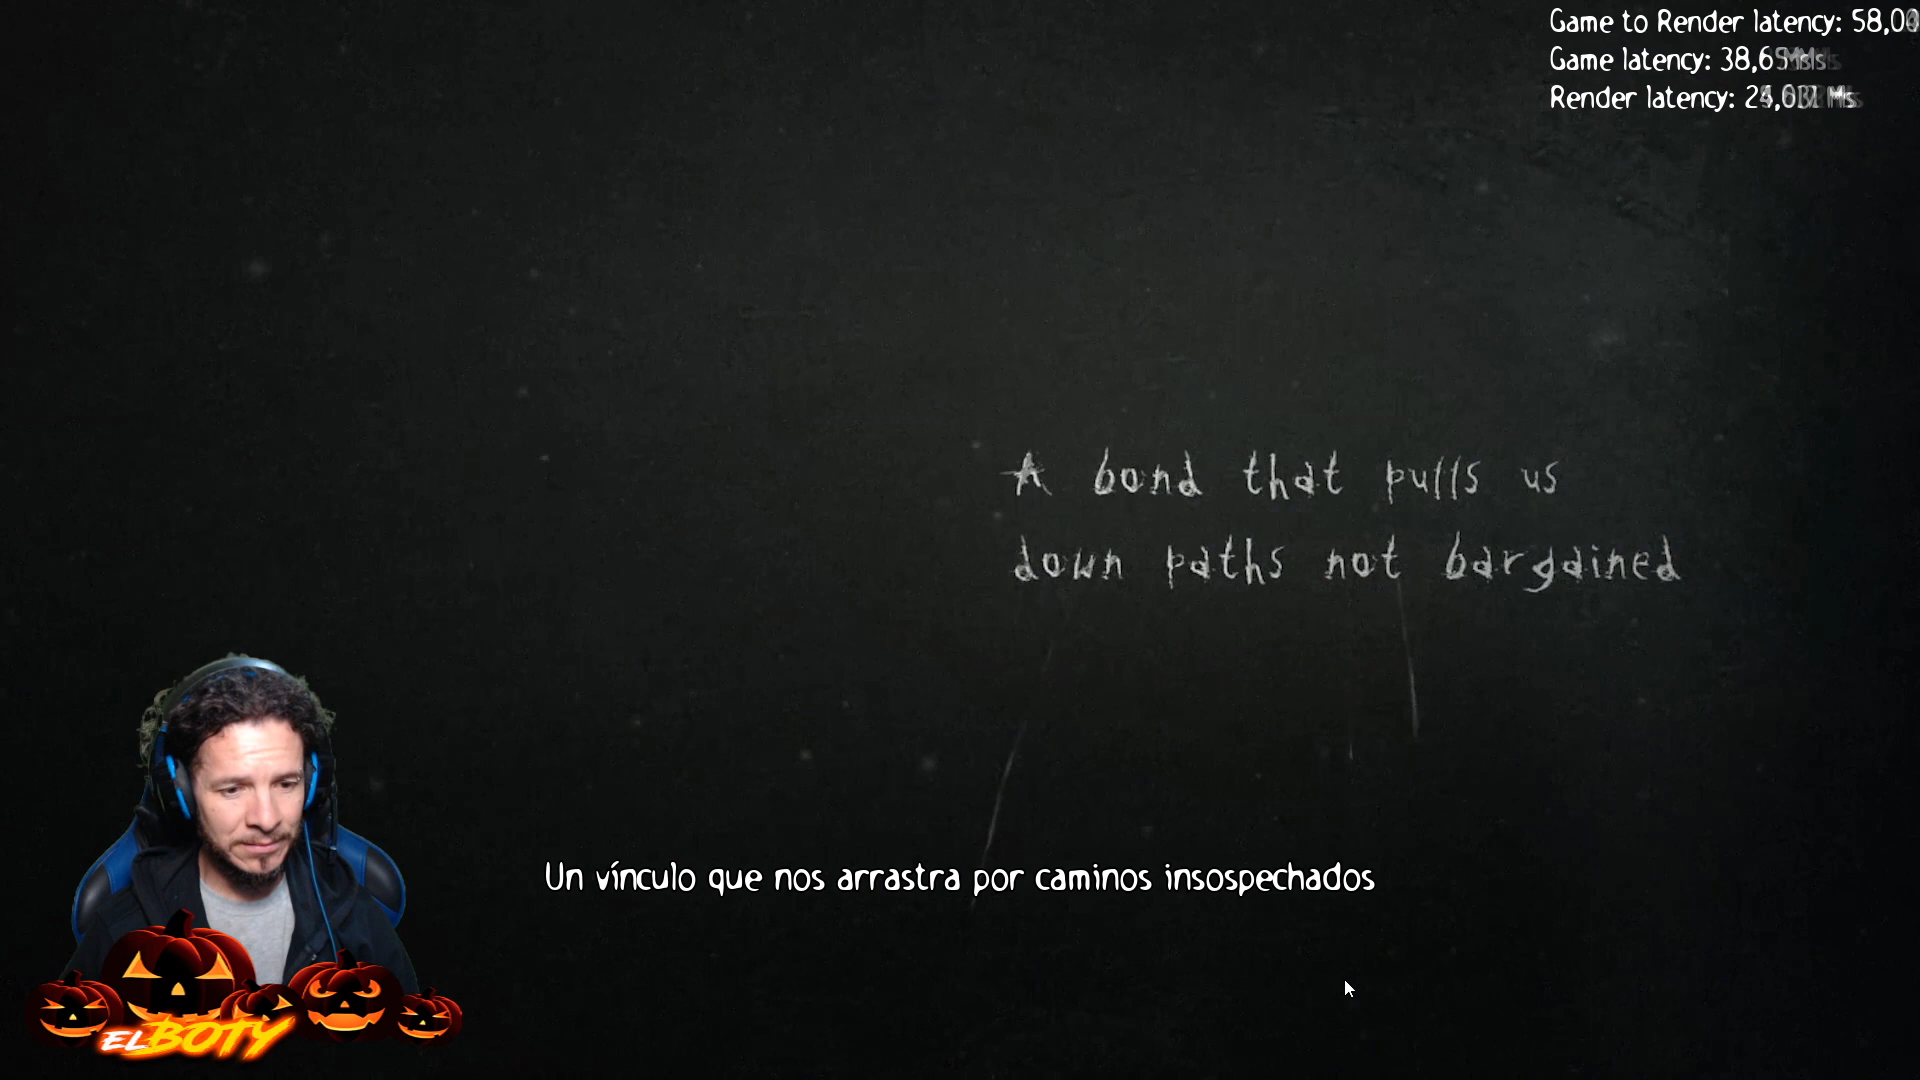 Game to Render latency: 58,0
Game latency: 38,6
Render latency: 2
A bond that pulls us
down paths not bargained
Un vínculo que nos arrastra por caminos insospechados
EL BOTY